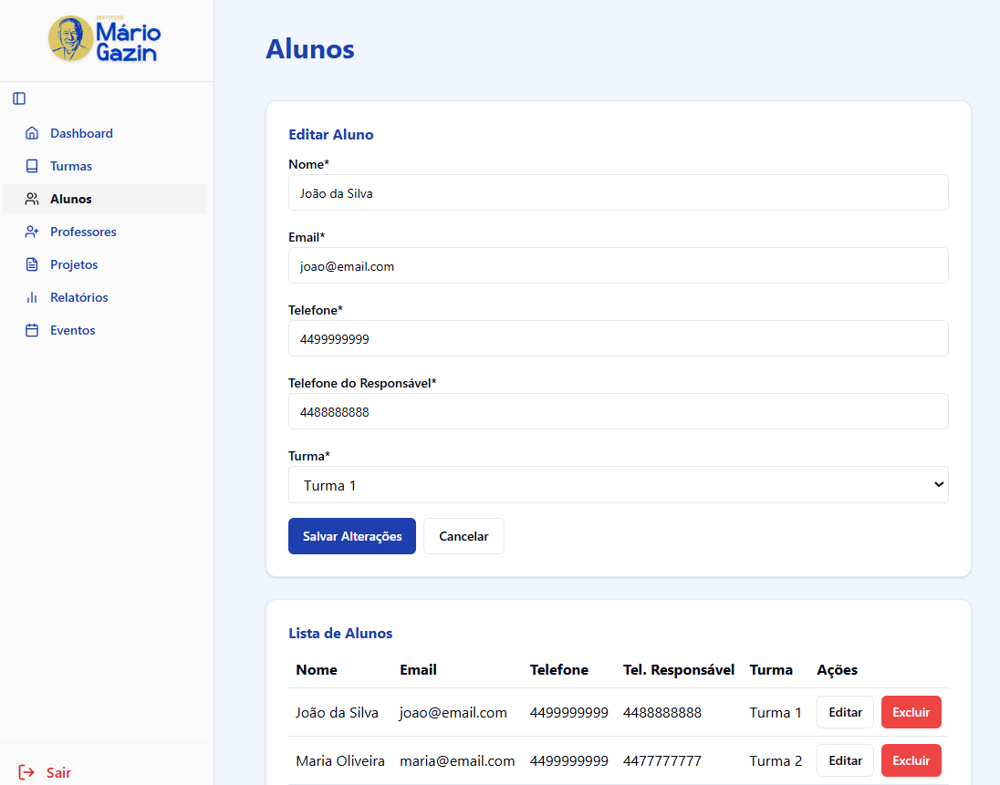 INSTITUTO
Mário
Gazin
Dashboard
Turmas
Alunos
Professores
Projetos
Relatórios
Eventos
Sair
Alunos
Editar Aluno
Nome*
João da Silva
Email*
joao@email.com
Telefone*
4499999999
Telefone do Responsável*
4488888888
Turma*
Turma 1
Salvar Alterações Cancelar
Lista de Alunos
Nome Email Telefone Tel. Responsável Turma Ações
João da Silva joao@email.com 4499999999 4488888888 Turma 1 Editar Excluir
Maria Oliveira maria@email.com 4499999999 4477777777 Turma 2 Editar Excluir